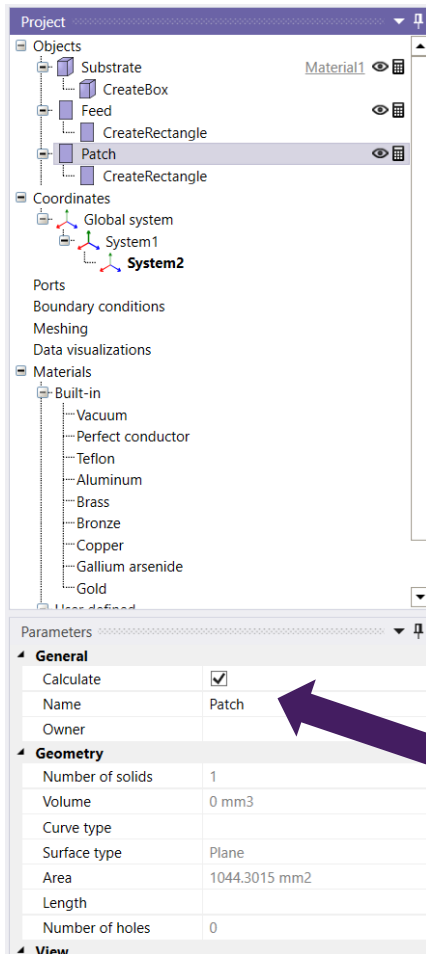 Project
Objects
Substrate Material1
CreateBox
Feed
CreateRectangle
Patch
CreateRectangle
Coordinates
Global system
System1
System2
Ports
Boundary conditions
Meshing
Data visualizations
Materials
Built-in
Vacuum
Perfect conductor
Teflon
Aluminum
Brass
Bronze
Copper
Gallium arsenide
Gold
User defined
Parameters
General
Calculate
Name Patch
Owner
Geometry
Number of solids 1
Volume 0 mm3
Curve type
Surface type Plane
Area 1044.3015 mm2
Length
Number of holes 0
View